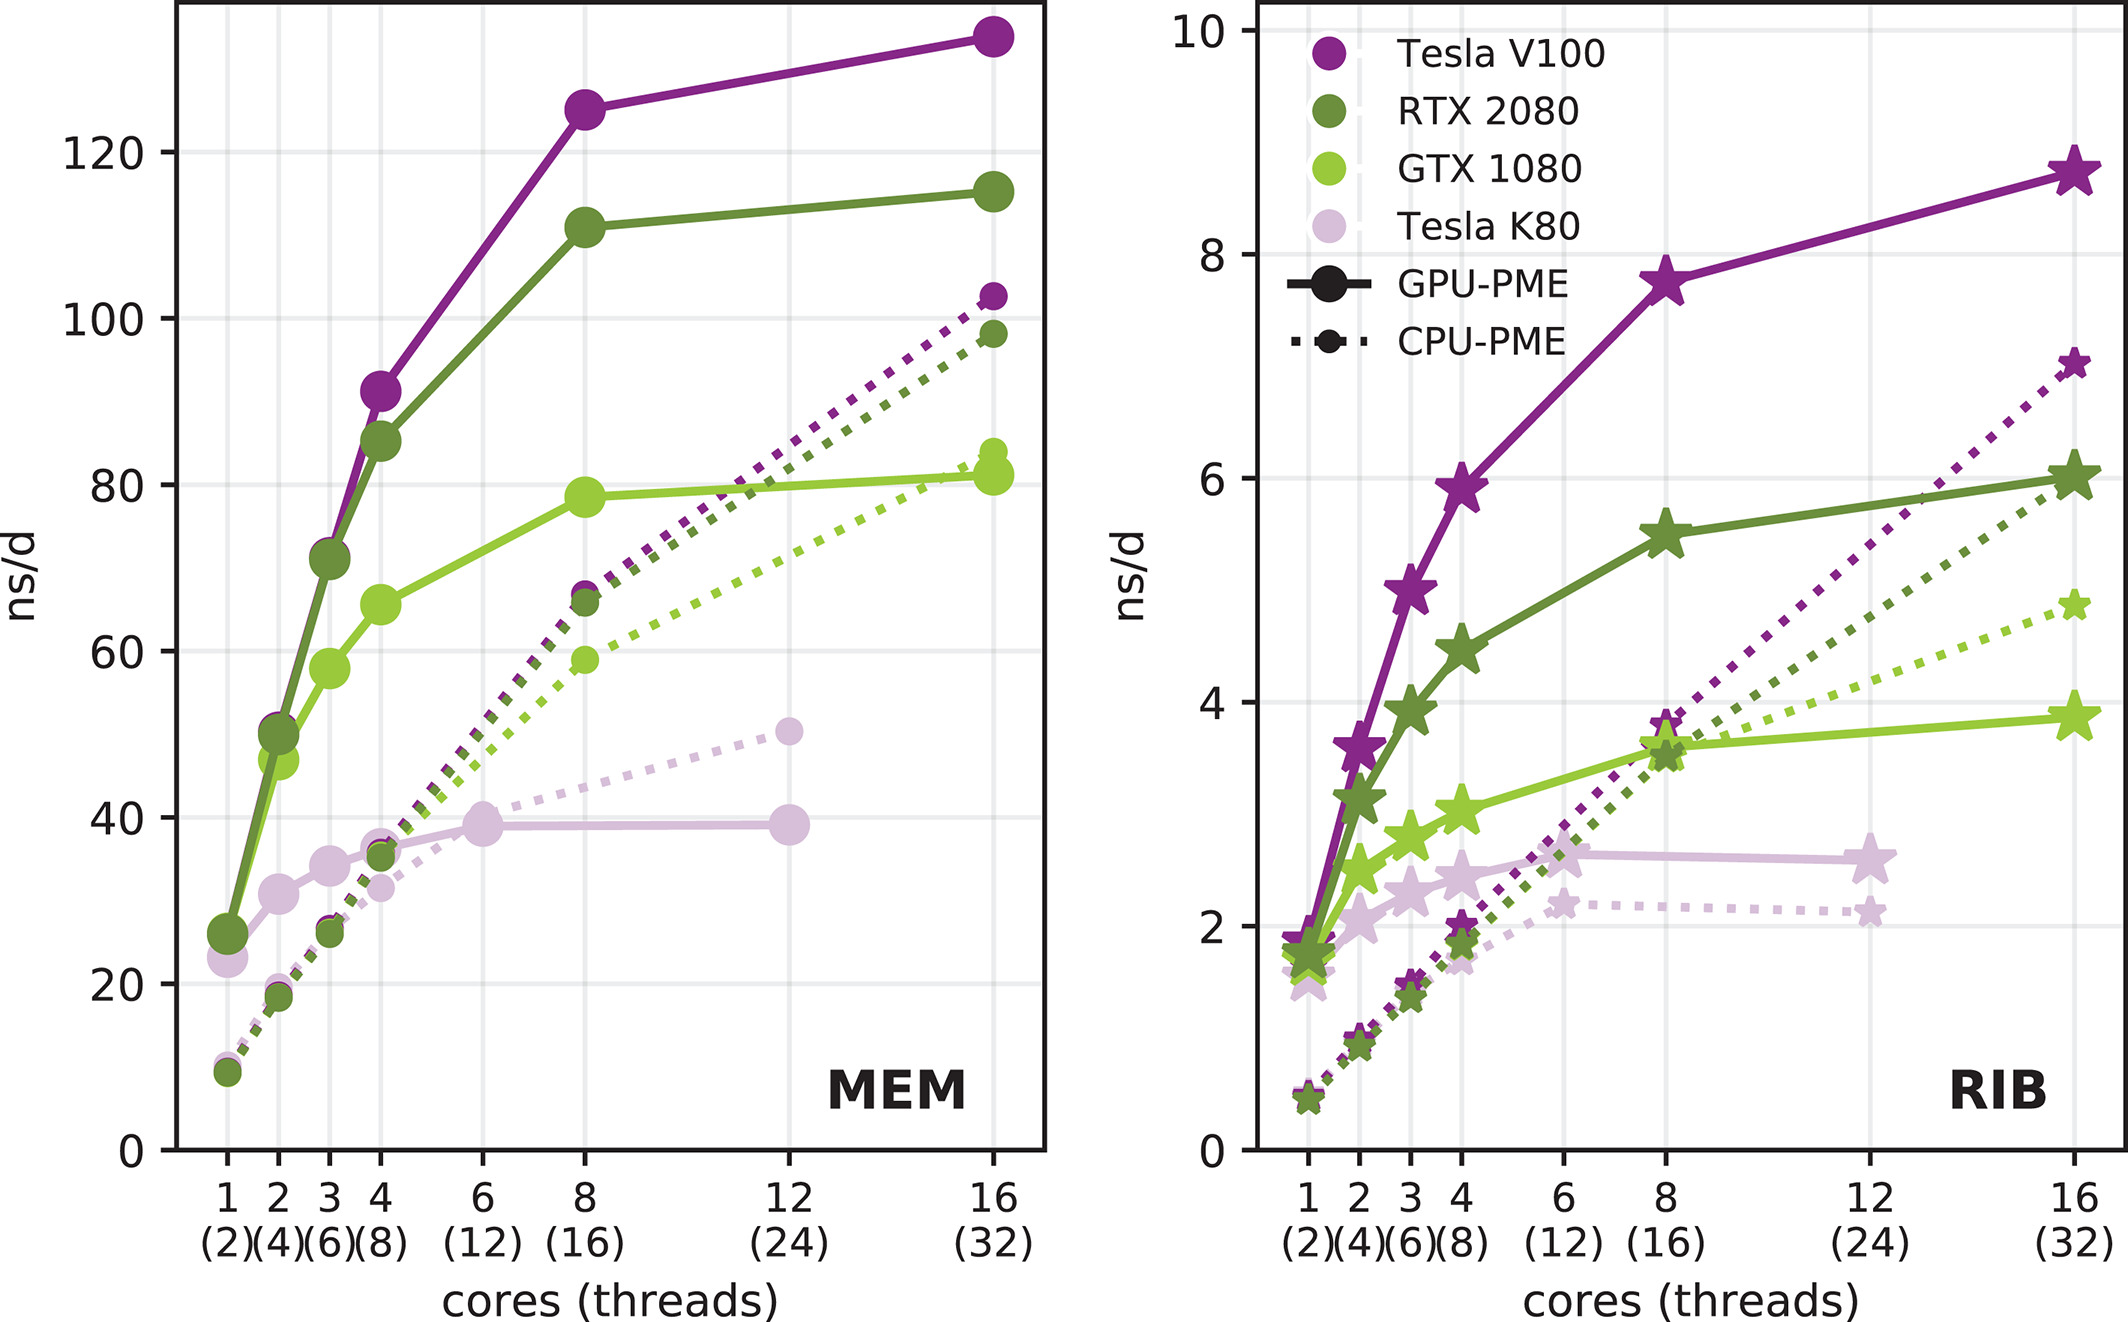 120
100
80
60
40
20
0
ns/d
1 2 3 4 6 8 12 16
(2) (4) (6) (8) (12) (16) (24) (32)
cores (threads)
MEM
10
8
6
4
2
0
ns/d
Tesla V100
RTX 2080
GTX 1080
Tesla K80
GPU-PME
CPU-PME
RIB
1 2 3 4 6 8 12 16
(2) (4) (6) (8) (12) (16) (24) (32)
cores (threads)